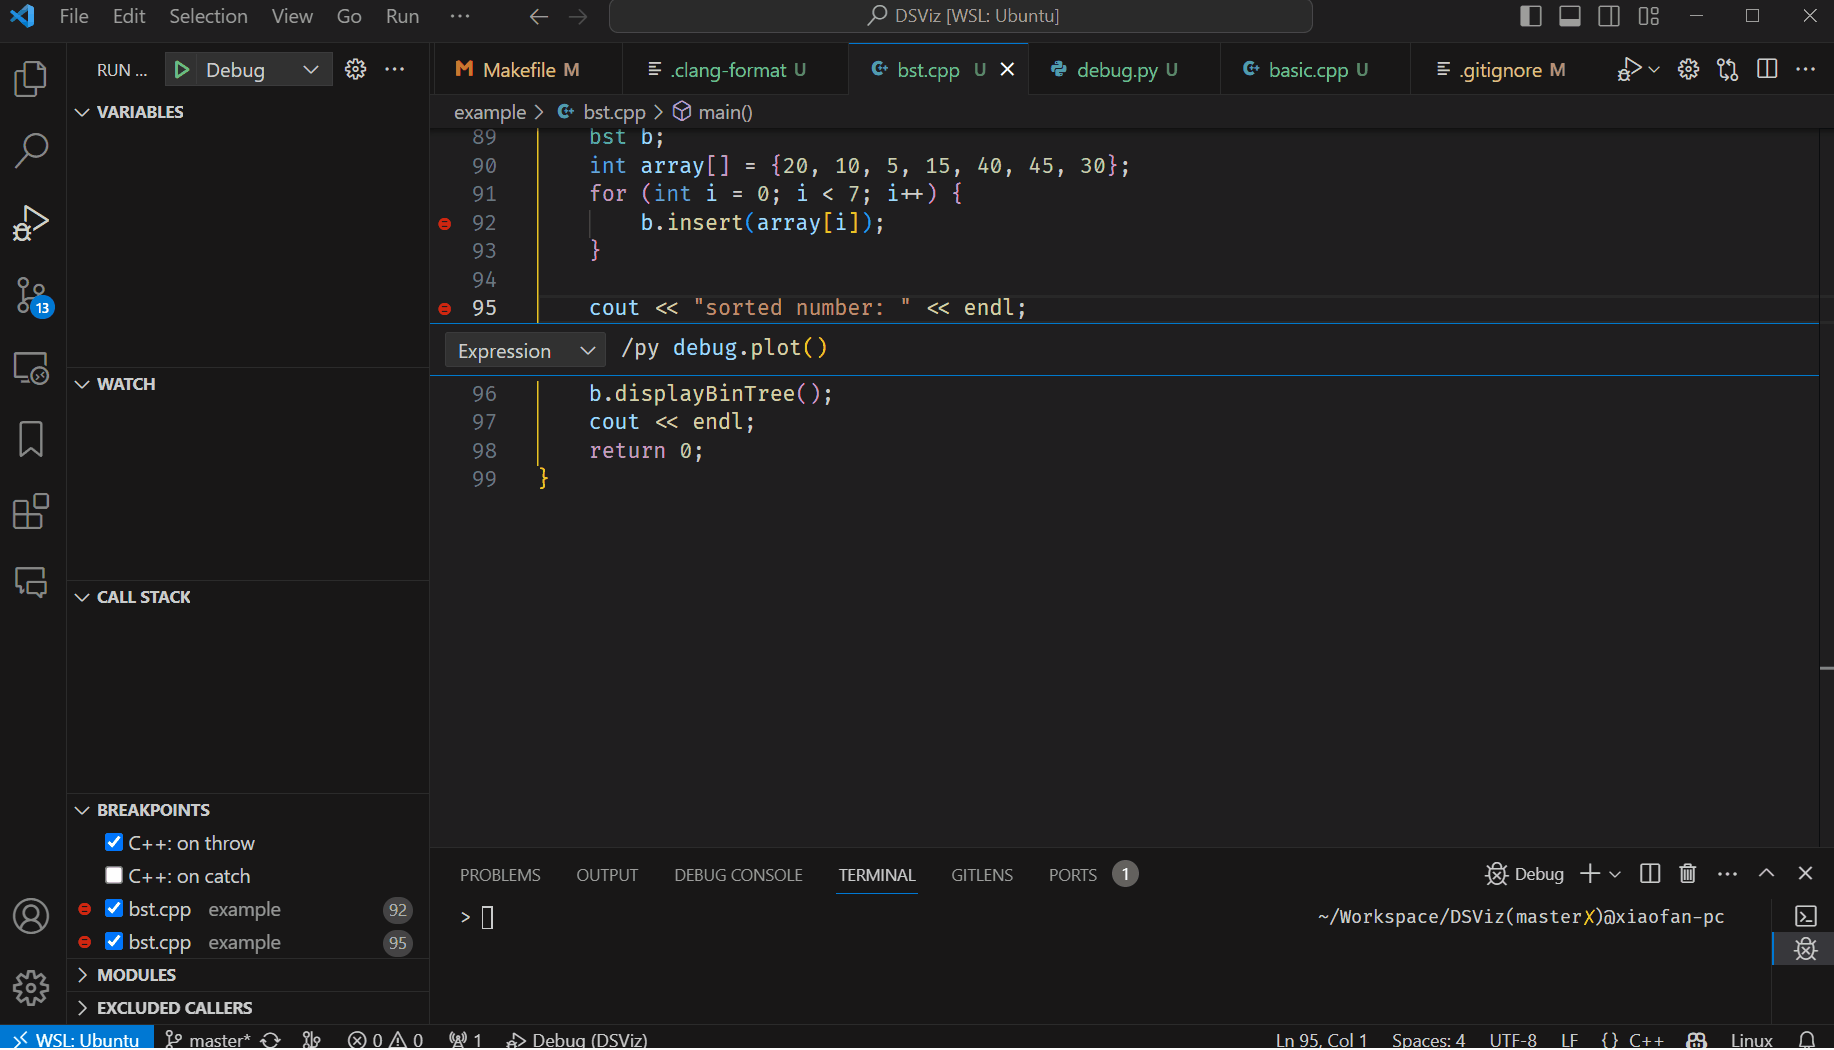 File Edit Selection View Go Run ··· DSViz [WSL: Ubuntu]
RUN ... Debug ···
Makefile M .clang-format U bst.cpp U debug.py U basic.cpp U .gitignore M ···
example > bst.cpp > main()
VARIABLES
WATCH
CALL STACK
BREAKPOINTS
C++: on throw
C++: on catch
bst.cpp example 92
bst.cpp example 95
MODULES
EXCLUDED CALLERS
13
89 bst b;
90 int array[] = {20, 10, 5, 15, 40, 45, 30};
91 for (int i = 0; i < 7; i++) {
92 b.insert(array[i]);
93 }
94
95 cout << "sorted number: " << endl;
Expression /py debug.plot()
96 b.displayBinTree();
97 cout << endl;
98 return 0;
99 }
PROBLEMS OUTPUT DEBUG CONSOLE TERMINAL GITLENS PORTS 1 Debug ···
> ~/Workspace/DSViz(master✗)@xiaofan-pc
WSL: Ubuntu master* 0 0 1 Debug (DSViz) Ln 95, Col 1 Spaces: 4 UTF-8 LF {} C++ Linux